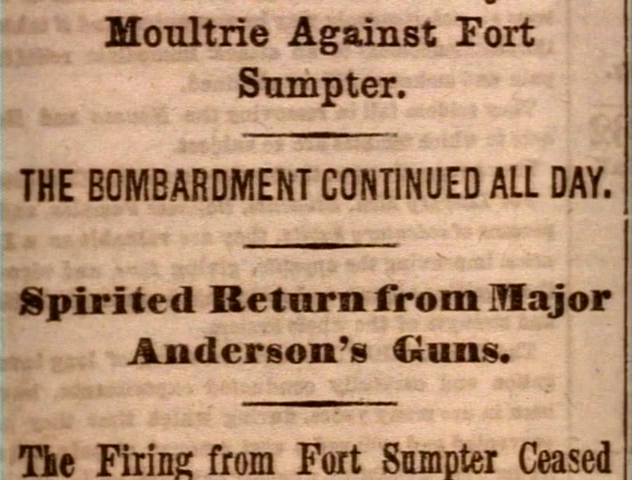 Moultrie Against Fort
Sumpter.
THE BOMBARDMENT CONTINUED ALL DAY.
Spirited Return from Major
Anderson's Guns.
The Firing from Fort Sumpter Ceased